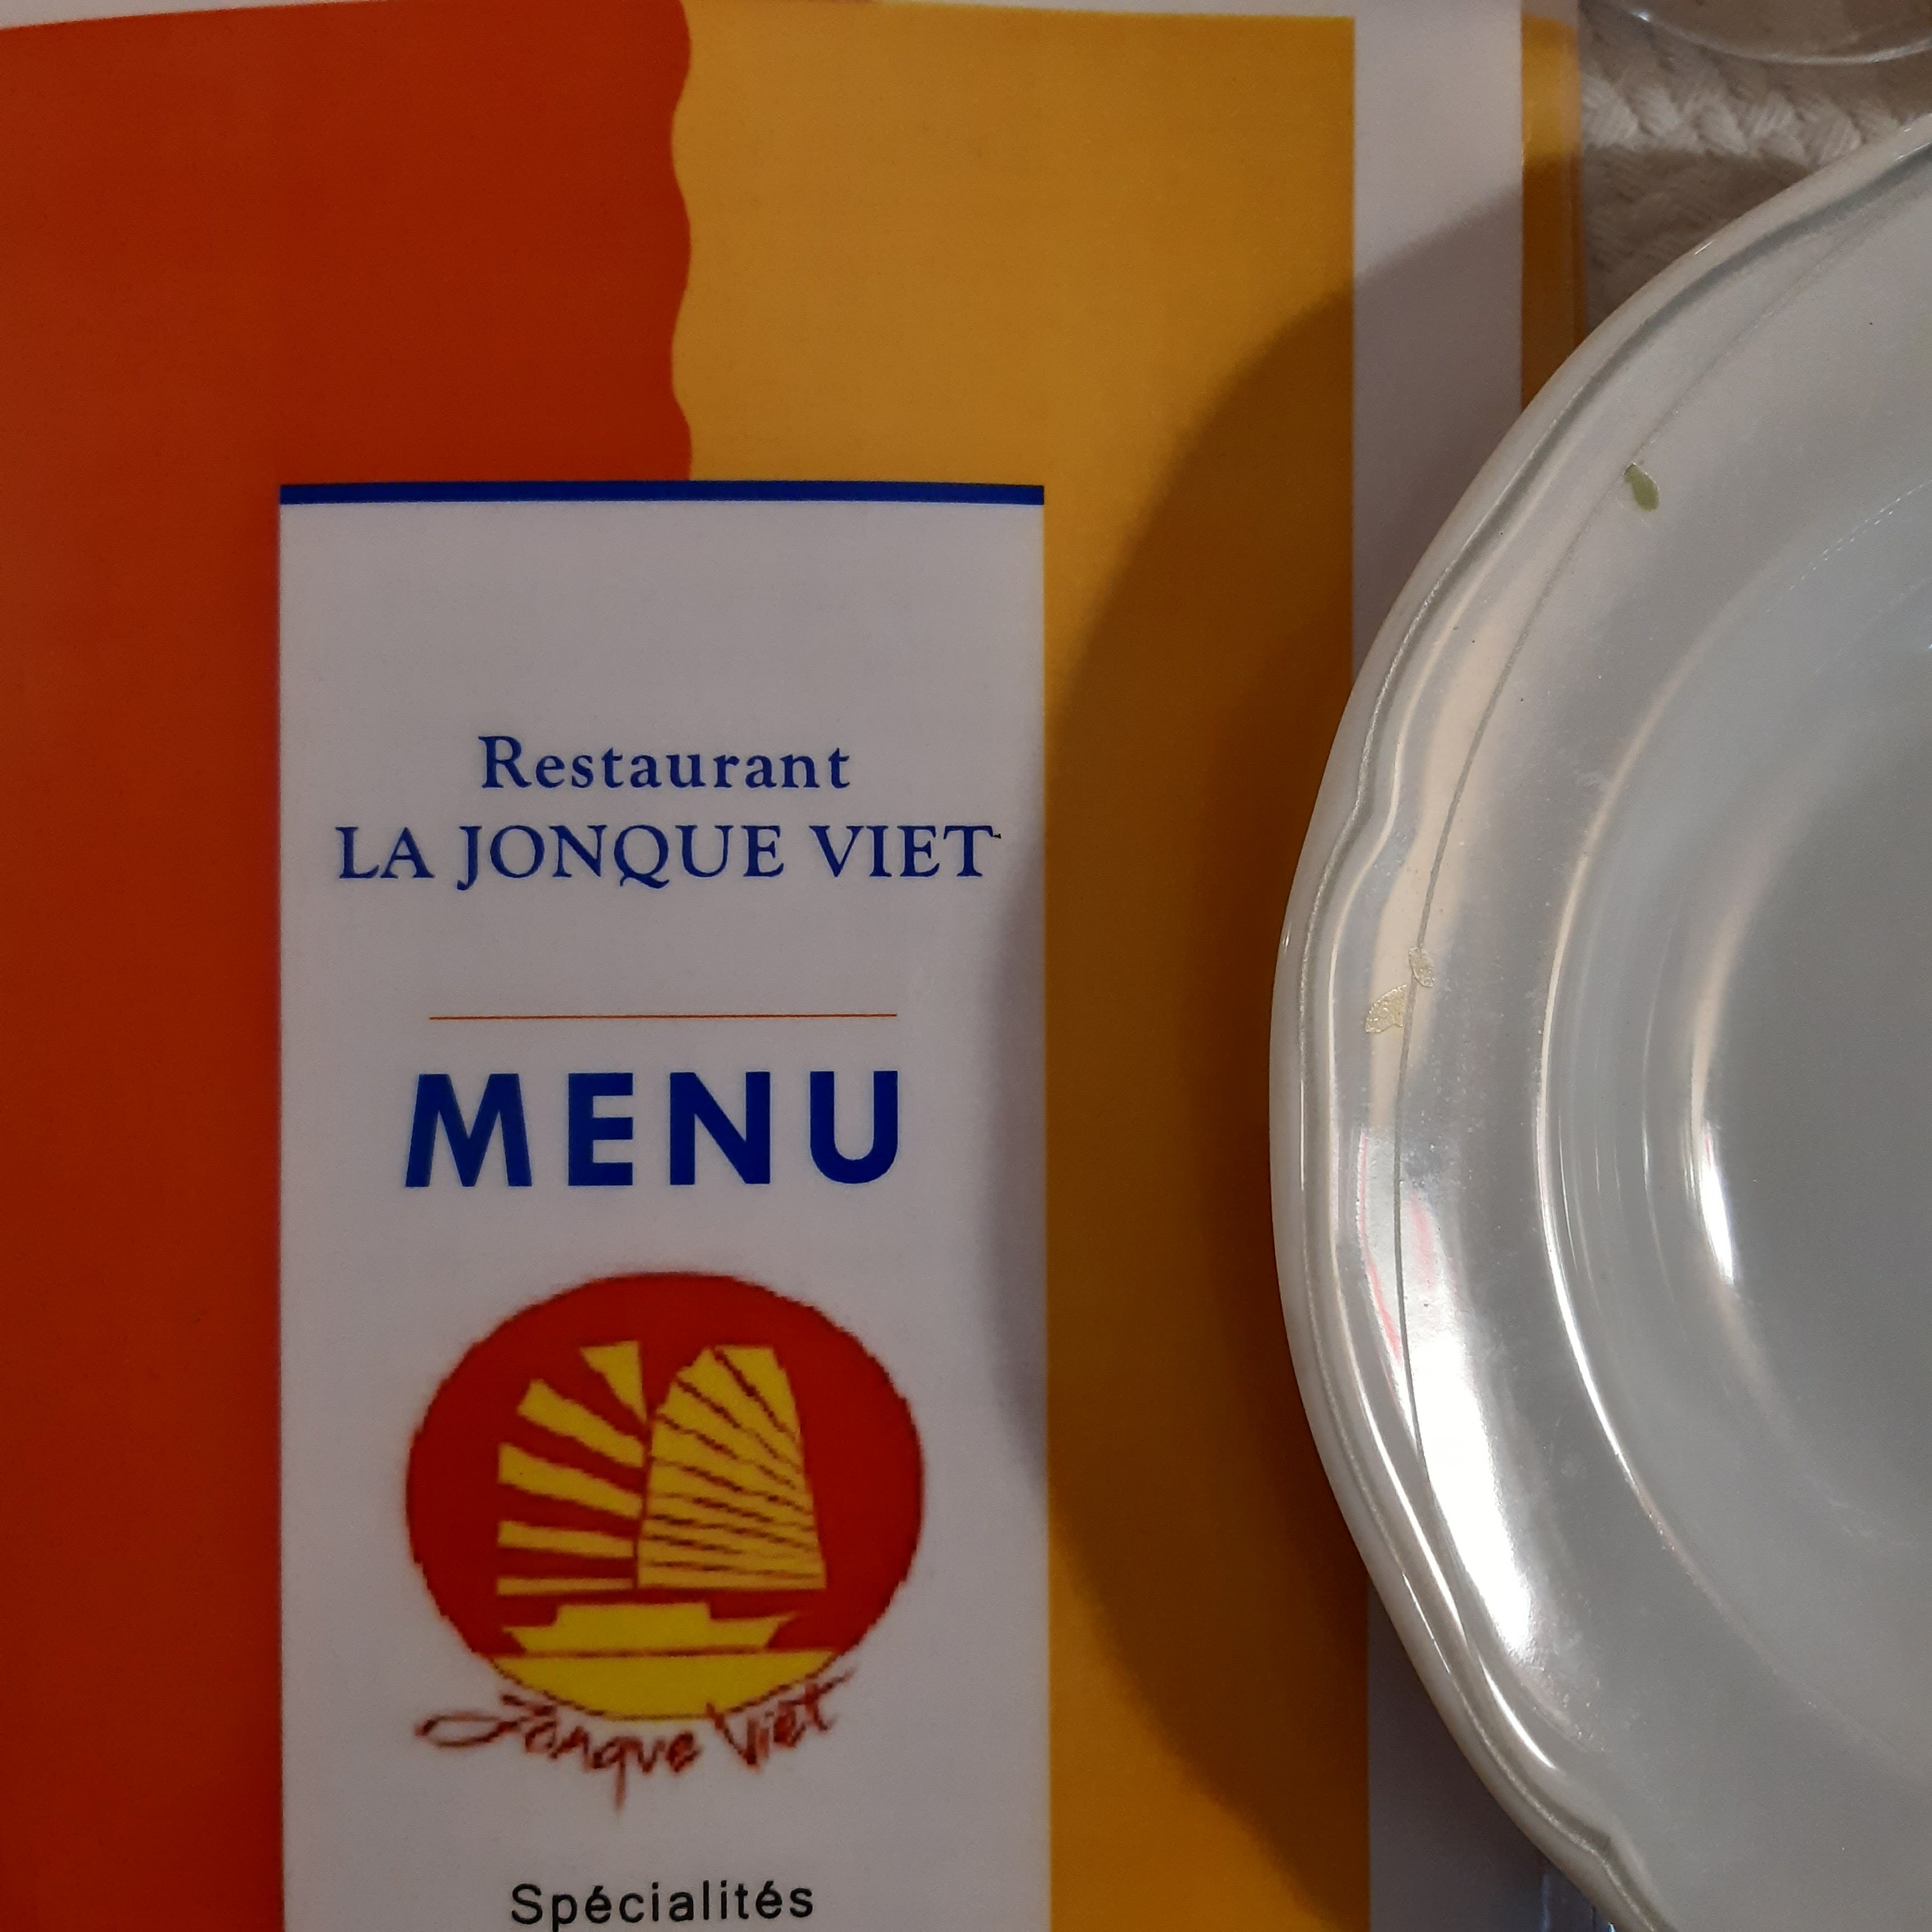 Restaurant
LA JONQUE VIET
MENU
Jonque Viet
Spécialités